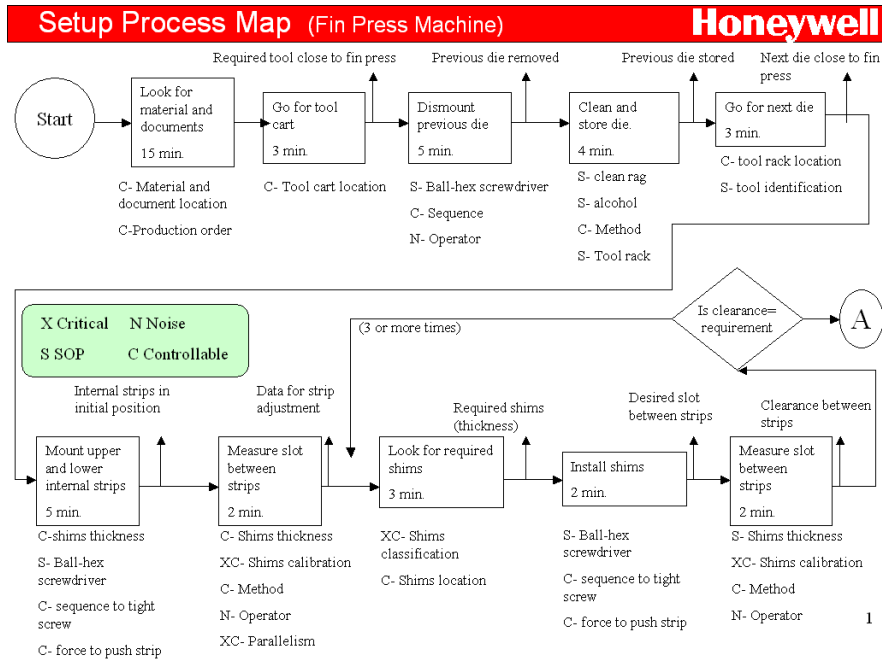 Setup Process Map (Fin Press Machine)
Honeywell
Required tool close to fin press
Previous die removed
Previous die stored
Next die close to fin
press
Start
Look for
material and
documents
15 min.
Go for tool
cart
3 min.
Dismount
previous die
5 min.
Clean and
store die.
4 min.
Go for next die
3 min.
C- Material and
document location
C-Production order
C- Tool cart location
S- Ball-hex screwdriver
C- Sequence
N- Operator
S- clean rag
S- alcohol
C- Method
S- Tool rack
C- tool rack location
S- tool identification
X Critical N Noise
S SOP C Controllable
(3 or more times)
Is clearance=
requirement
A
Internal strips in
initial position
Data for strip
adjustment
Required shims
(thickness)
Desired slot
between strips
Clearance between
strips
Mount upper
and lower
internal strips
5 min.
Measure slot
between
strips
2 min.
Look for required
shims
3 min.
Install shims
2 min.
Measure slot
between
strips
2 min.
C-shims thickness
S- Ball-hex
screwdriver
C- sequence to tight
screw
C- force to push strip
C- Shims thickness
XC- Shims calibration
C- Method
N- Operator
XC- Parallelism
XC- Shims
classification
C- Shims location
S- Ball-hex
screwdriver
C- sequence to tight
screw
C- force to push strip
S- Shims thickness
XC- Shims calibration
C- Method
N- Operator
1